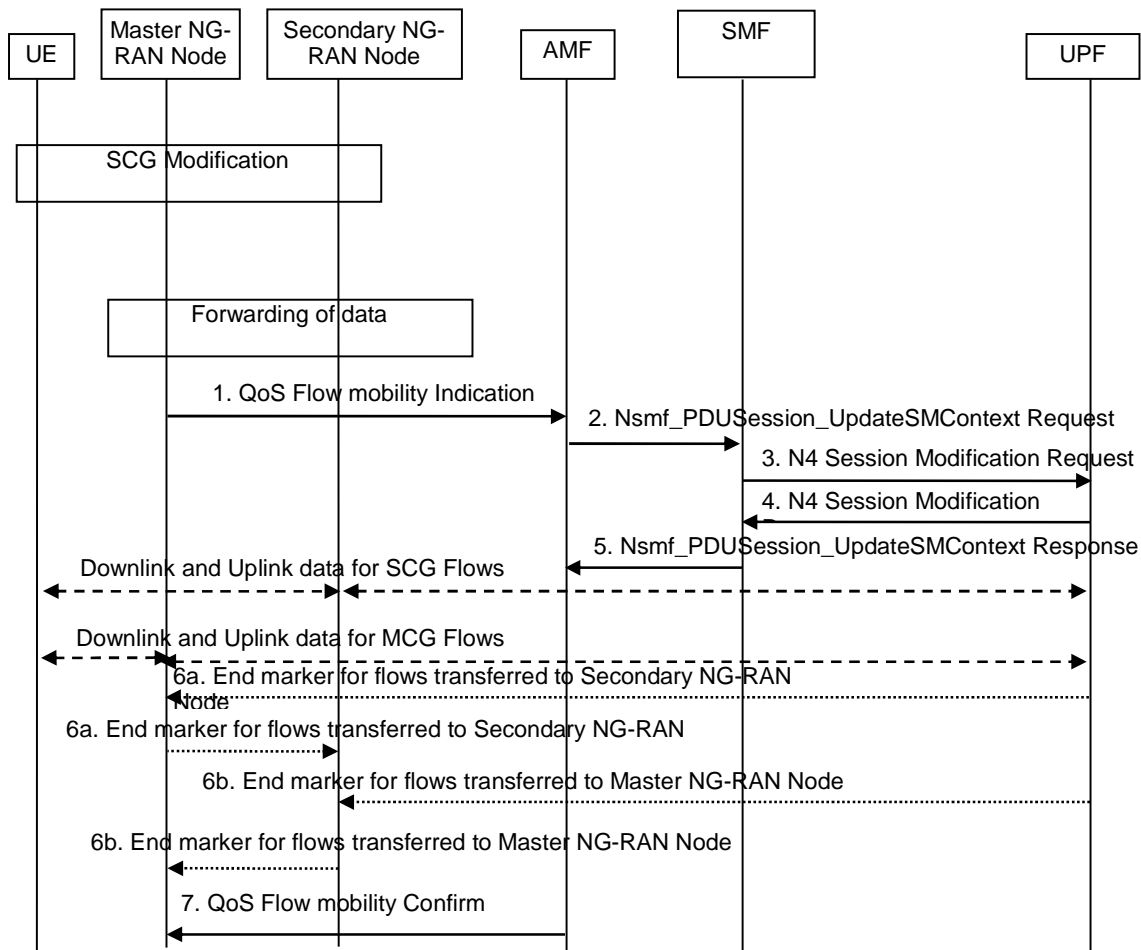 UE
Master NG-
RAN Node
Secondary NG-
RAN Node
AMF
SMF
UPF
SCG Modification
Forwarding of data
1. QoS Flow mobility Indication
2. Nsmf_PDUSession_UpdateSMContext Request
3. N4 Session Modification Request
4. N4 Session Modification
5. Nsmf_PDUSession_UpdateSMContext Response
Downlink and Uplink data for SCG Flows
Downlink and Uplink data for MCG Flows
6a. End marker for flows transferred to Secondary NG-RAN
Node
6a. End marker for flows transferred to Secondary NG-RAN
6b. End marker for flows transferred to Master NG-RAN Node
6b. End marker for flows transferred to Master NG-RAN Node
7. QoS Flow mobility Confirm